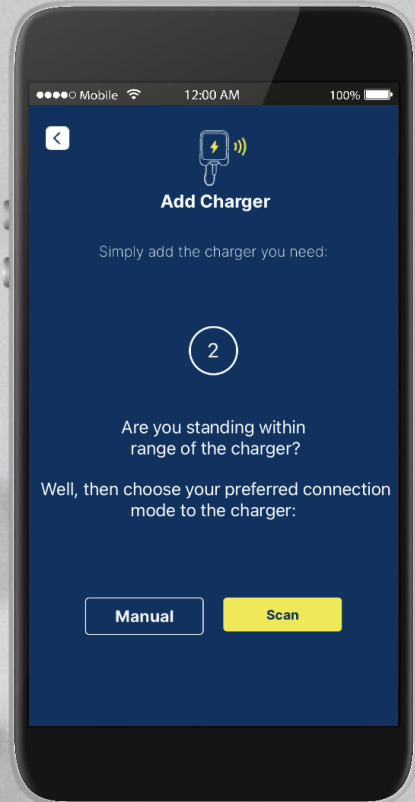 Mobile 12:00 AM 100%
Add Charger
Simply add the charger you need:
2
Are you standing within
range of the charger?
Well, then choose your preferred connection
mode to the charger:
Manual Scan